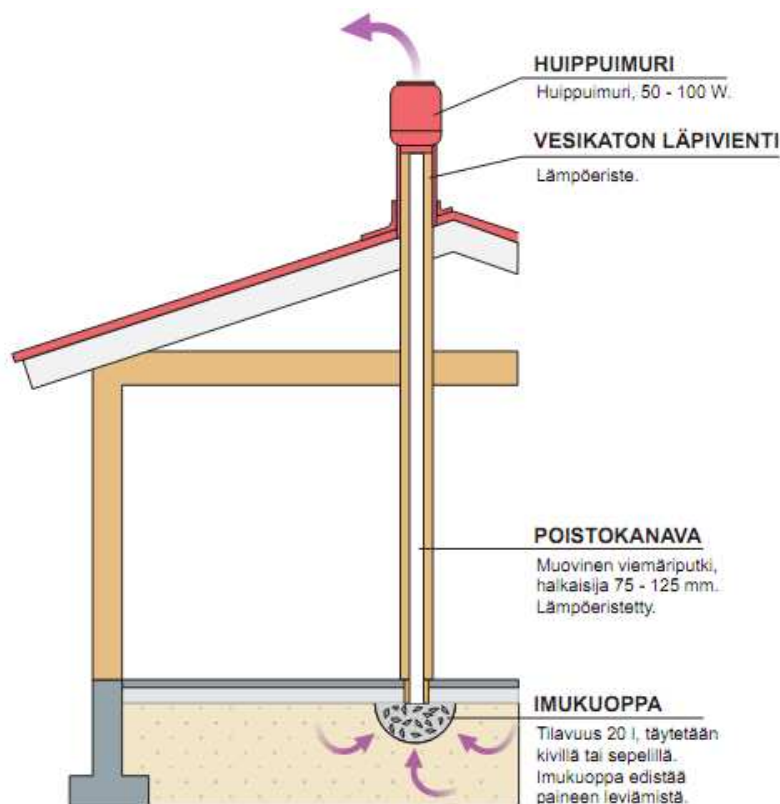 HUIPPUIMURI
Huippuimuri, 50 - 100 W.
VESIKATON LÄPIVIENTI
Lämpöeriste.
POISTOKANAVA
Muovinen viemäriputki,
halkaisija 75 - 125 mm.
Lämpöeristetty.
IMUKUOPPA
Tilavuus 20 l, täytetään
kivillä tai sepelillä.
Imukuoppa edistää
paineen leviämistä.